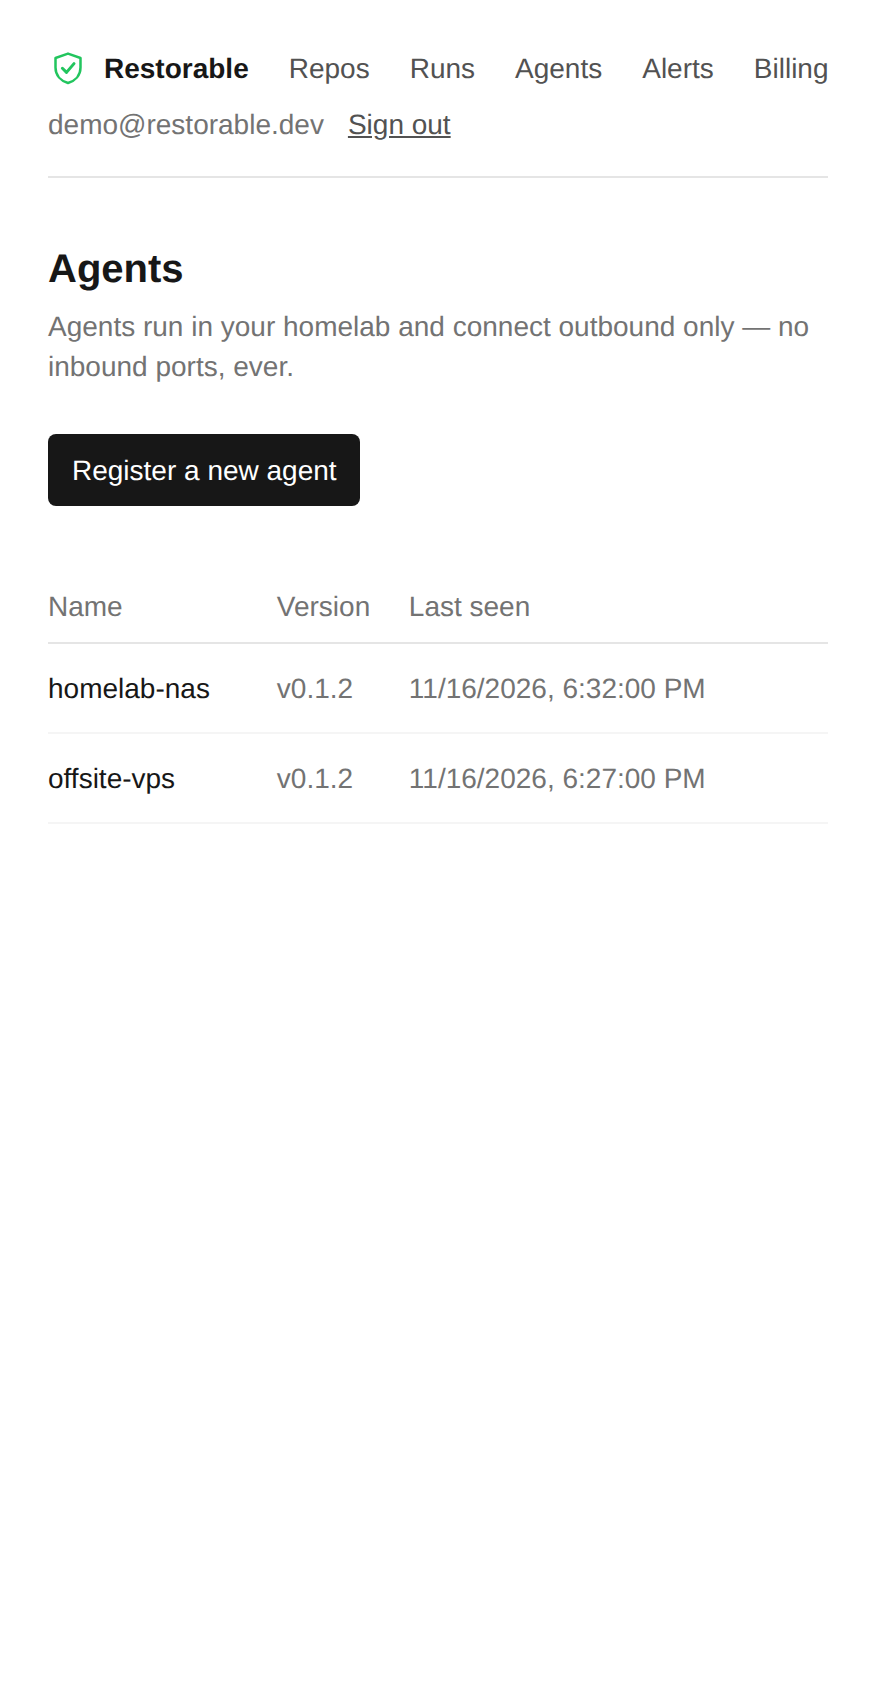 Restorable Repos Runs Agents Alerts Billing
demo@restorable.dev Sign out
Agents
Agents run in your homelab and connect outbound only — no
inbound ports, ever.
Register a new agent
Name Version Last seen
homelab-nas v0.1.2 11/16/2026, 6:32:00 PM
offsite-vps v0.1.2 11/16/2026, 6:27:00 PM